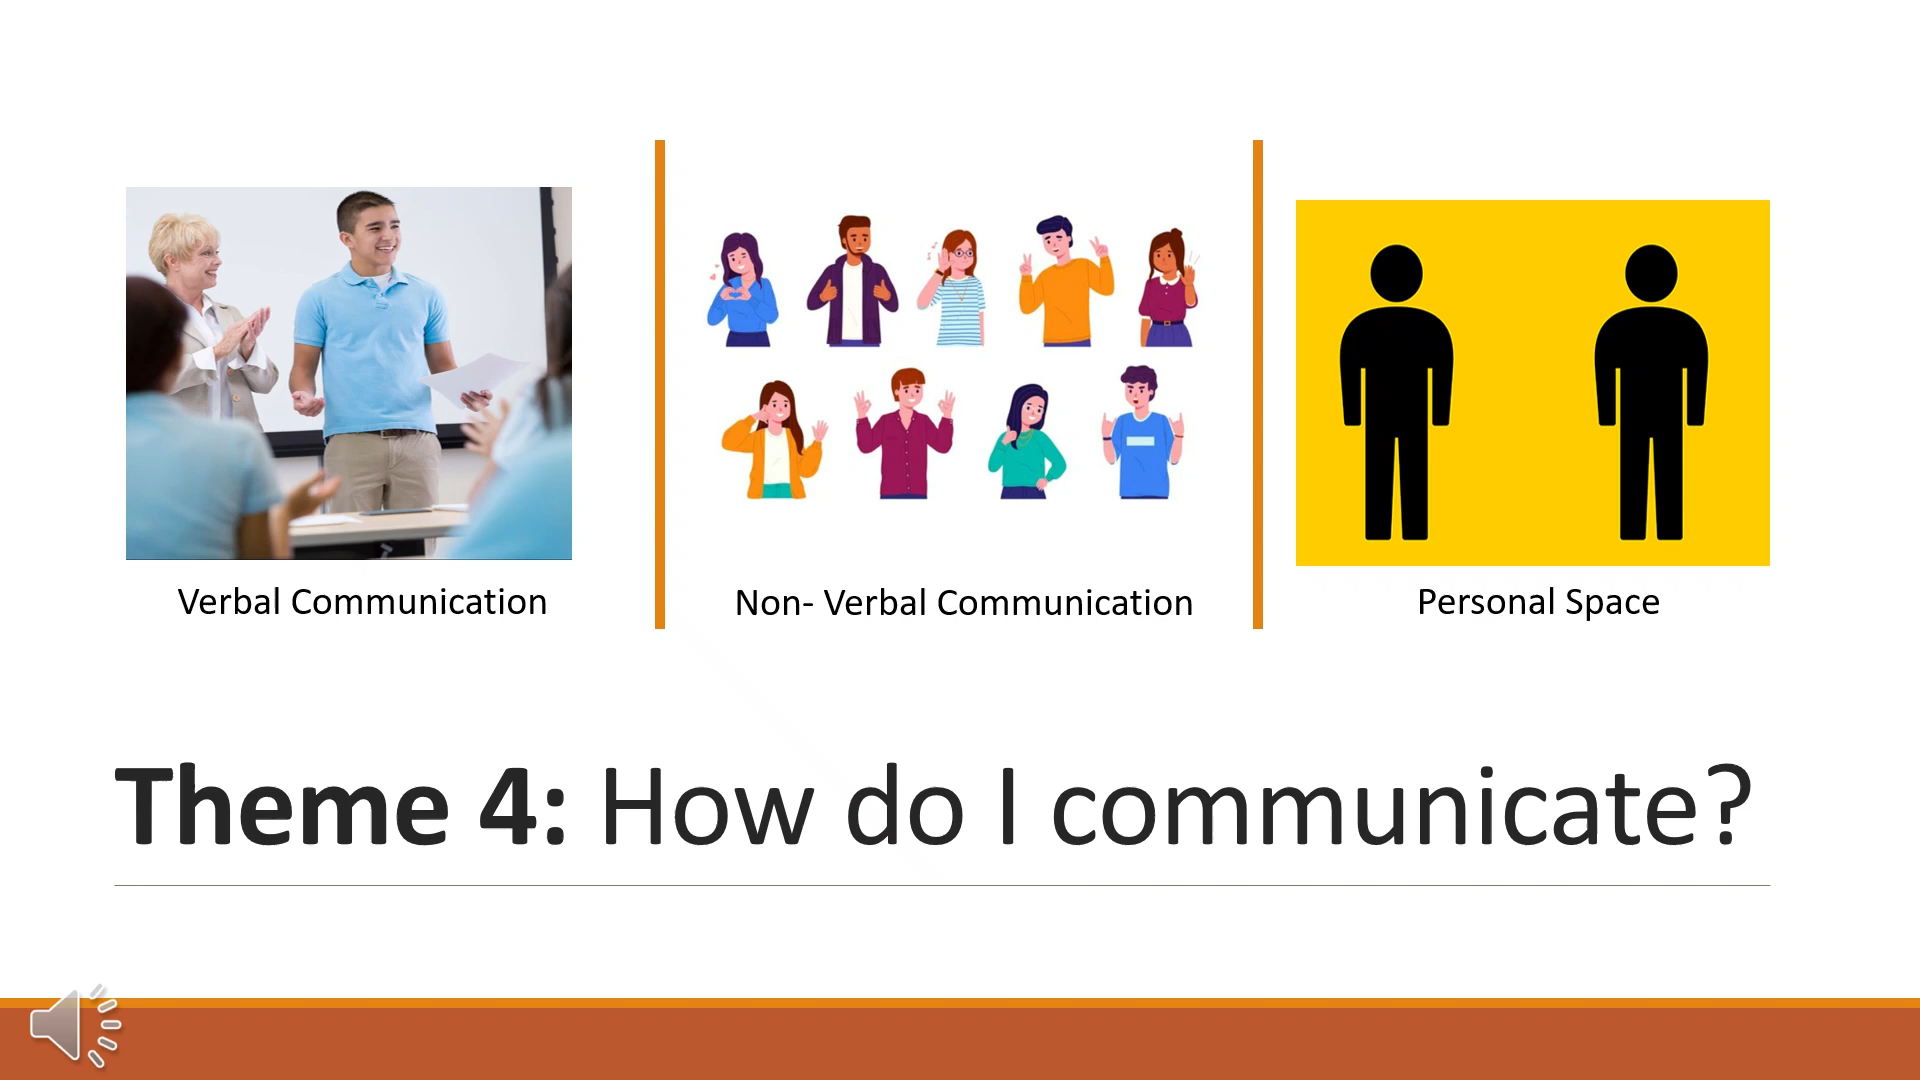 Verbal Communication
Non- Verbal Communication
Personal Space
Theme 4: How do I communicate?